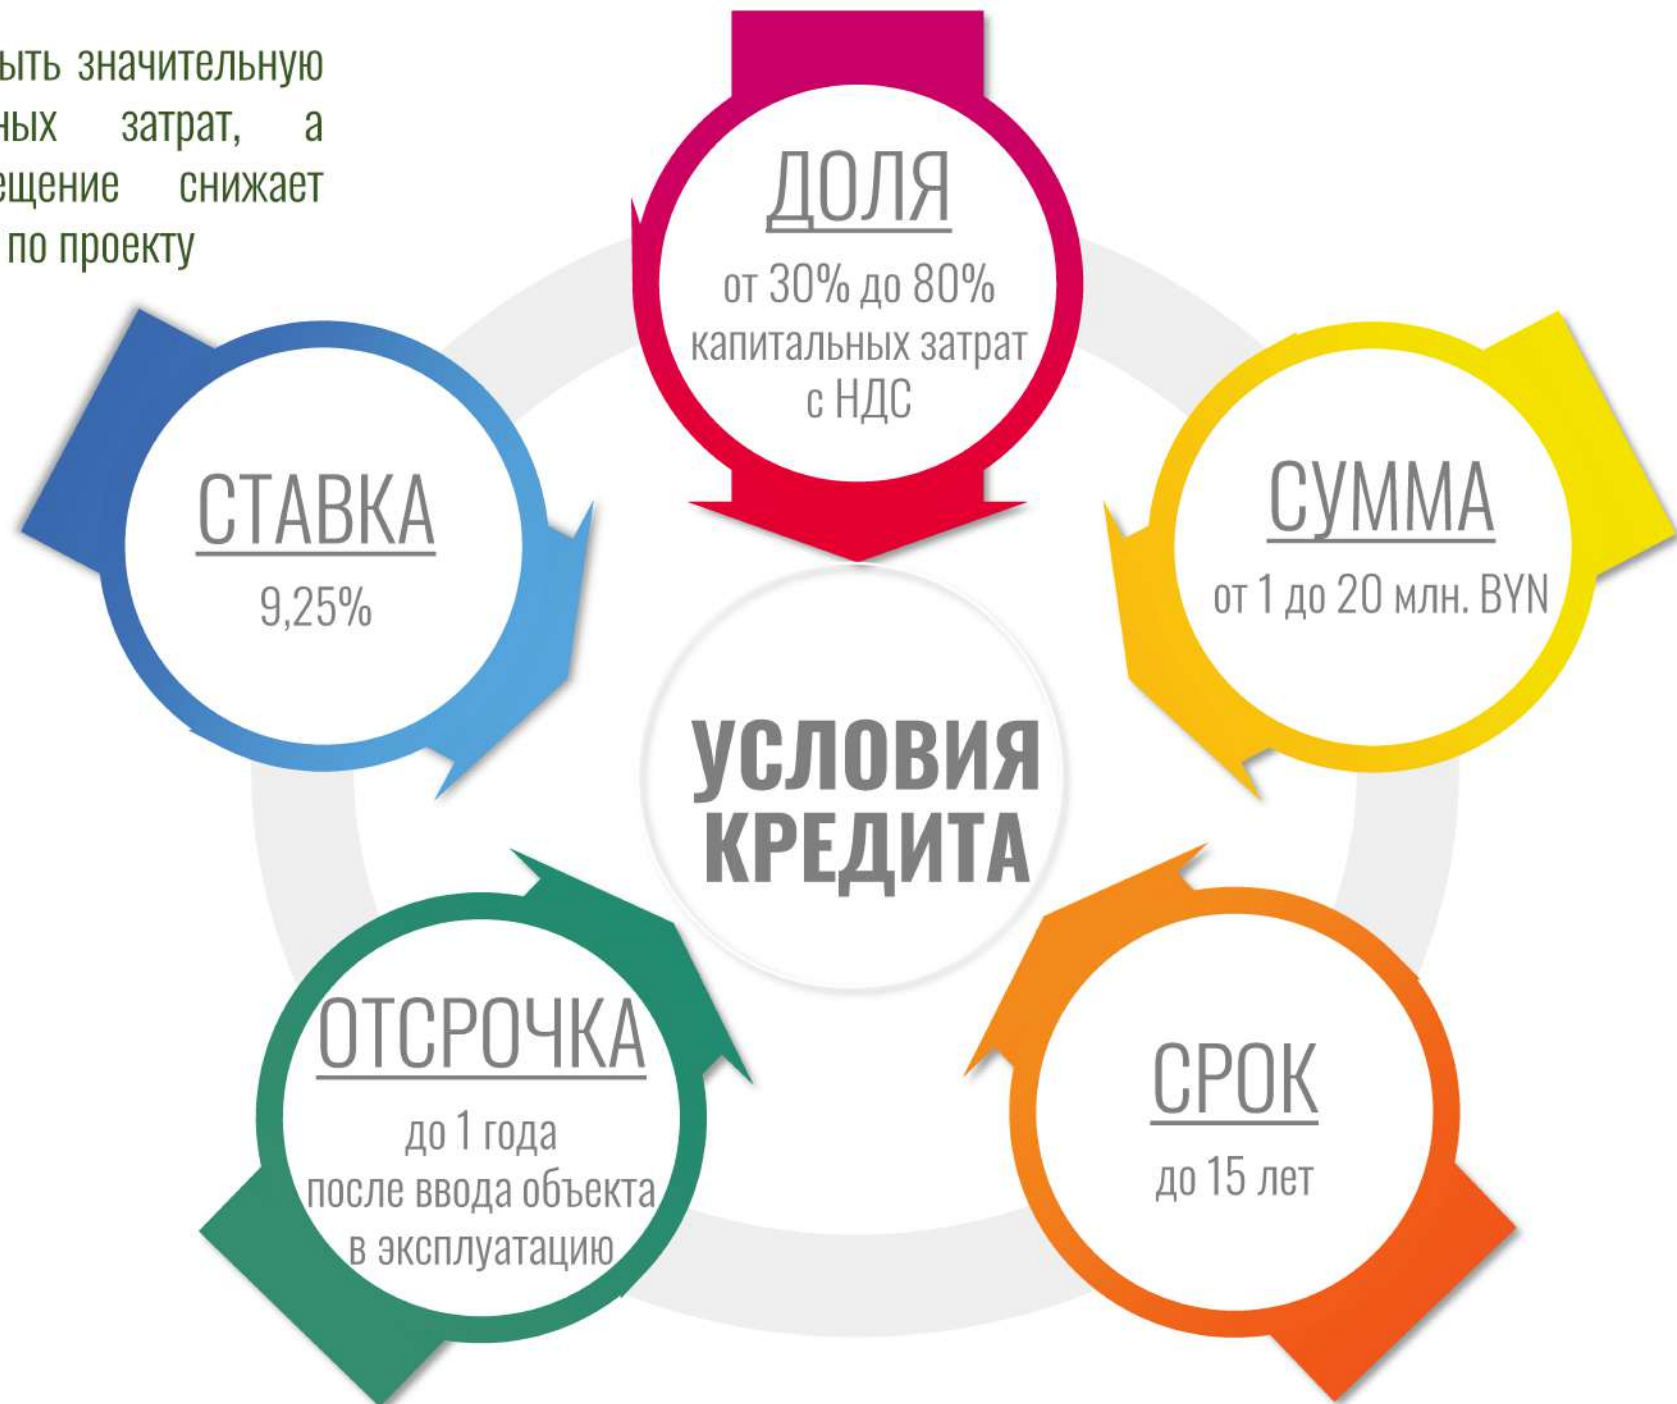 ыть значительную
ных затрат, а
ещение снижает
по проекту
ДОЛЯ
от 30% до 80%
капитальных затрат
с НДС
СТАВКА
9,25%
СУММА
от 1 до 20 млн. BYN
УСЛОВИЯ
КРЕДИТА
ОТСРОЧКА
до 1 года
после ввода объекта
в эксплуатацию
СРОК
до 15 лет